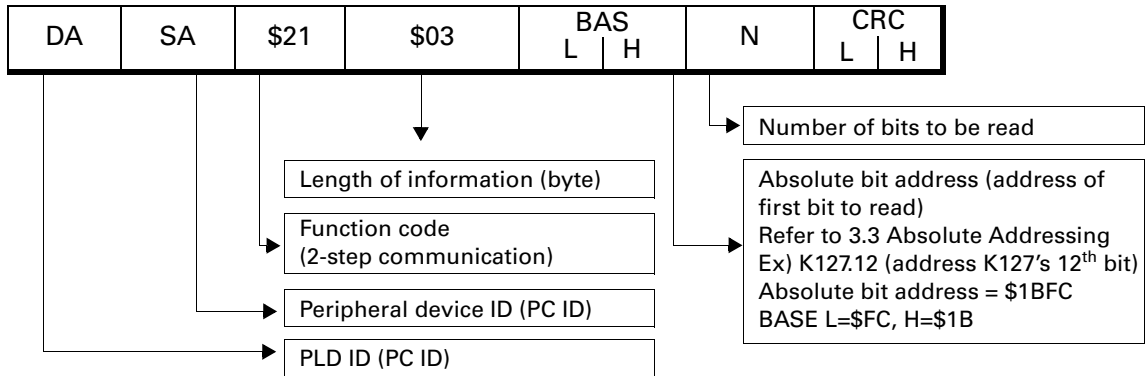 DA SA $21 $03 BAS N CRC
L H L H
Number of bits to be read
Length of information (byte)
Function code
(2-step communication)
Peripheral device ID (PC ID)
PLD ID (PC ID)
Absolute bit address (address of
first bit to read)
Refer to 3.3 Absolute Addressing
Ex) K127.12 (address K127's 12th bit)
Absolute bit address = $1BFC
BASE L=$FC, H=$1B